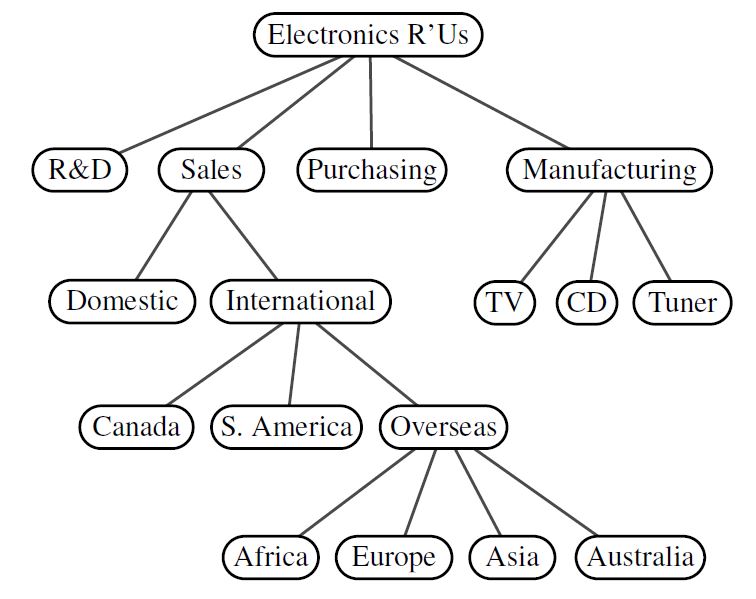 Electronics R’Us
R&D Sales Purchasing Manufacturing
Domestic International TV CD Tuner
Canada S. America Overseas
Africa Europe Asia Australia